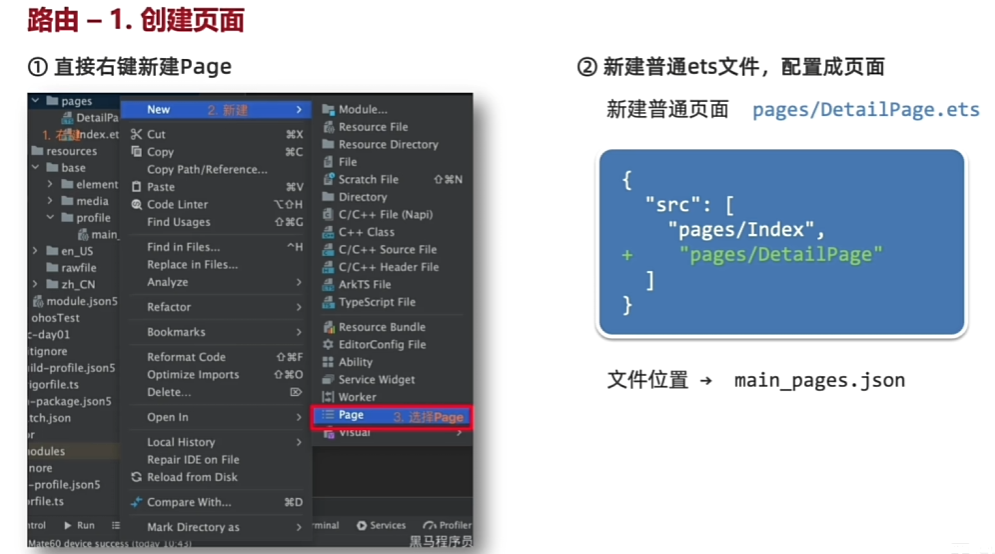 路由 – 1. 创建页面
① 直接右键新建Page
pages
DetailPa
1. 右键
Index.et
resources
base
element
media
profile
main_
en_US
rawfile
zh_CN
module.json5
ohosTest
c-day01
itignore
ild-profile.json5
igorfile.ts
-package.json5
tch.json
or
odules
nore
-profile.json5
rfile.ts
New 2. 新建
Cut ⌘X
Copy ⌘C
Copy Path/Reference...
Paste ⌘V
Code Linter ⌥⇧H
Find Usages ⇧⌘G
Find in Files... ^H
Replace in Files...
Analyze
Refactor
Bookmarks
Reformat Code ⇧⌘F
Optimize Imports ⇧⌘O
Delete... ⌦
Open In
Local History
Repair IDE on File
Reload from Disk
Compare With... ⌘D
Mark Directory as
Module...
Resource File
Resource Directory
File
Scratch File ⇧⌘N
Directory
C/C++ File (Napi)
C++ Class
C/C++ Source File
C/C++ Header File
ArkTS File
TypeScript File
Resource Bundle
EditorConfig File
Ability
Service Widget
Worker
Page 3. 选择Page
Visual
ntrol Run
rminal Services Profiler
Mate60 device success (today 10:43)
黑马程序员
② 新建普通ets文件，配置成页面
新建普通页面 pages/DetailPage.ets
{
"src": [
"pages/Index",
+ "pages/DetailPage"
]
}
文件位置 → main_pages.json